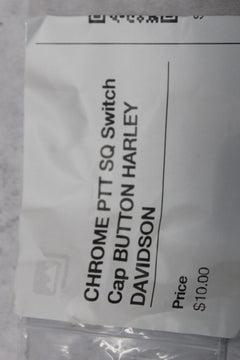 CHROME PTT SQ Switch
Cap BUTTON HARLEY
DAVIDSON
Price
$10.00